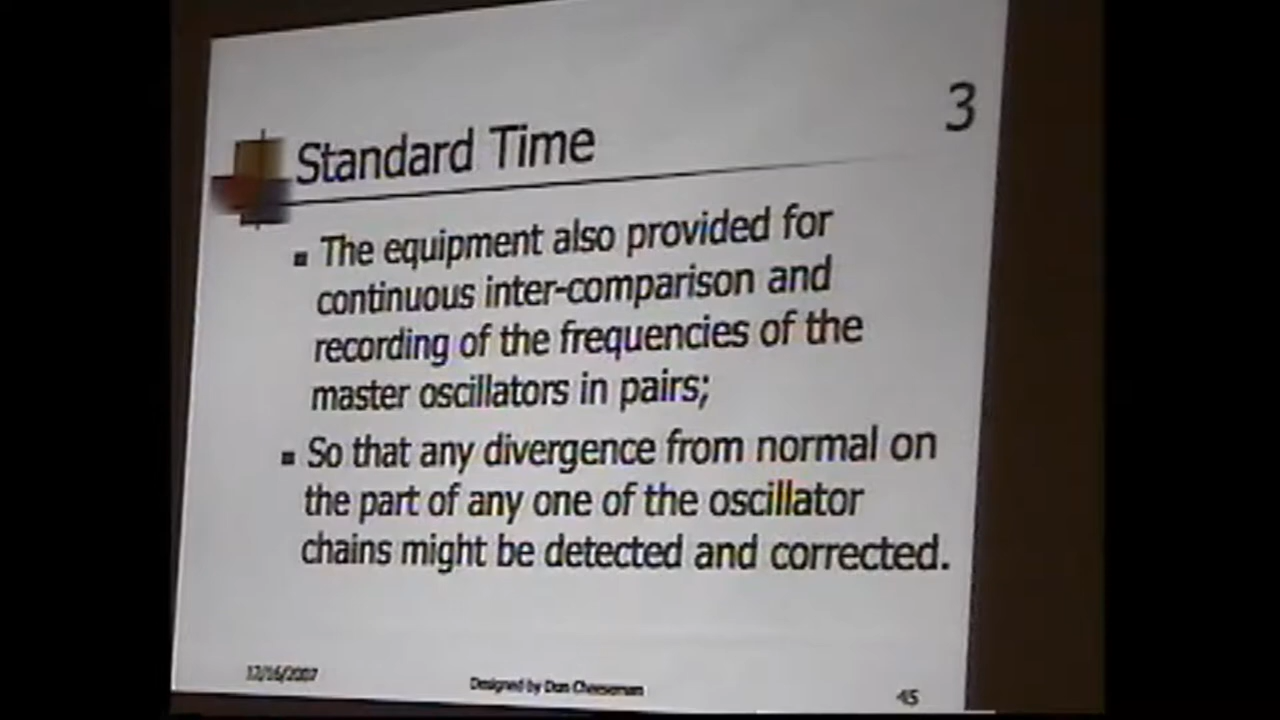 3
Standard Time
The equipment also provided for
continuous inter-comparison and
recording of the frequencies of the
master oscillators in pairs;
So that any divergence from normal on
the part of any one of the oscillator
chains might be detected and corrected.
12/16/2007
Designed by Don Cheeseman
45